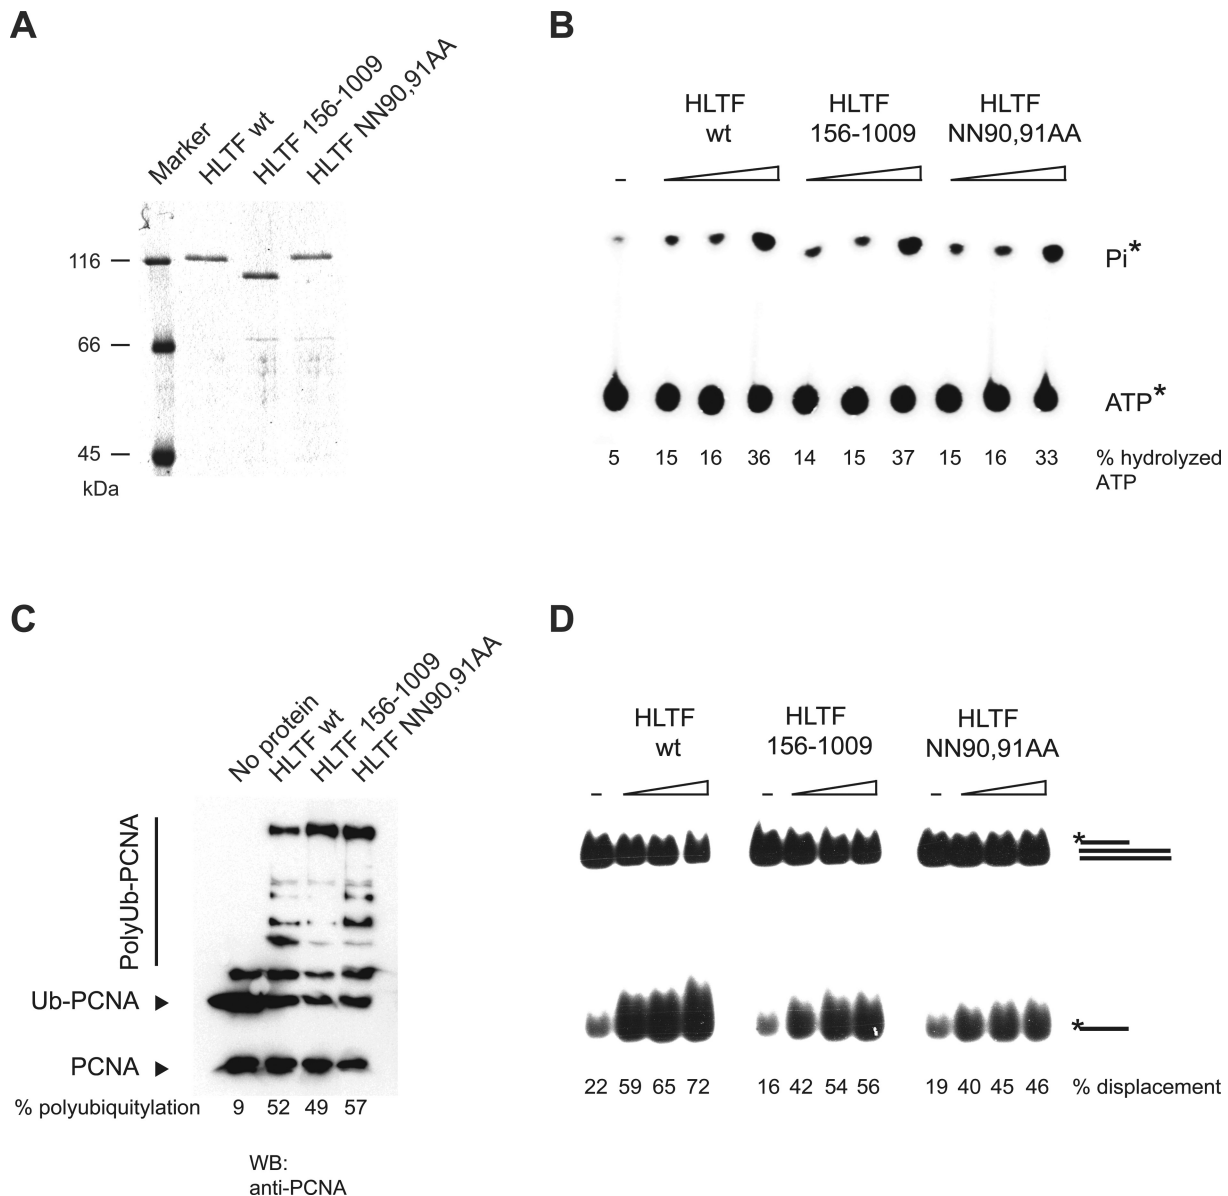 A
Marker
HLTF wt
HLTF 156-1009
HLTF NN90,91AA
116
66
45
kDa
B
HLTF
wt
HLTF
156-1009
HLTF
NN90,91AA
–
Pi*
ATP*
5 15 16 36 14 15 37 15 16 33 % hydrolyzed
ATP
C
No protein
HLTF wt
HLTF 156-1009
HLTF NN90,91AA
PolyUb-PCNA
Ub-PCNA
PCNA
% polyubiquitylation 9 52 49 57
WB:
anti-PCNA
D
HLTF
wt
HLTF
156-1009
HLTF
NN90,91AA
– – –
*
*
22 59 65 72 16 42 54 56 19 40 45 46 % displacement